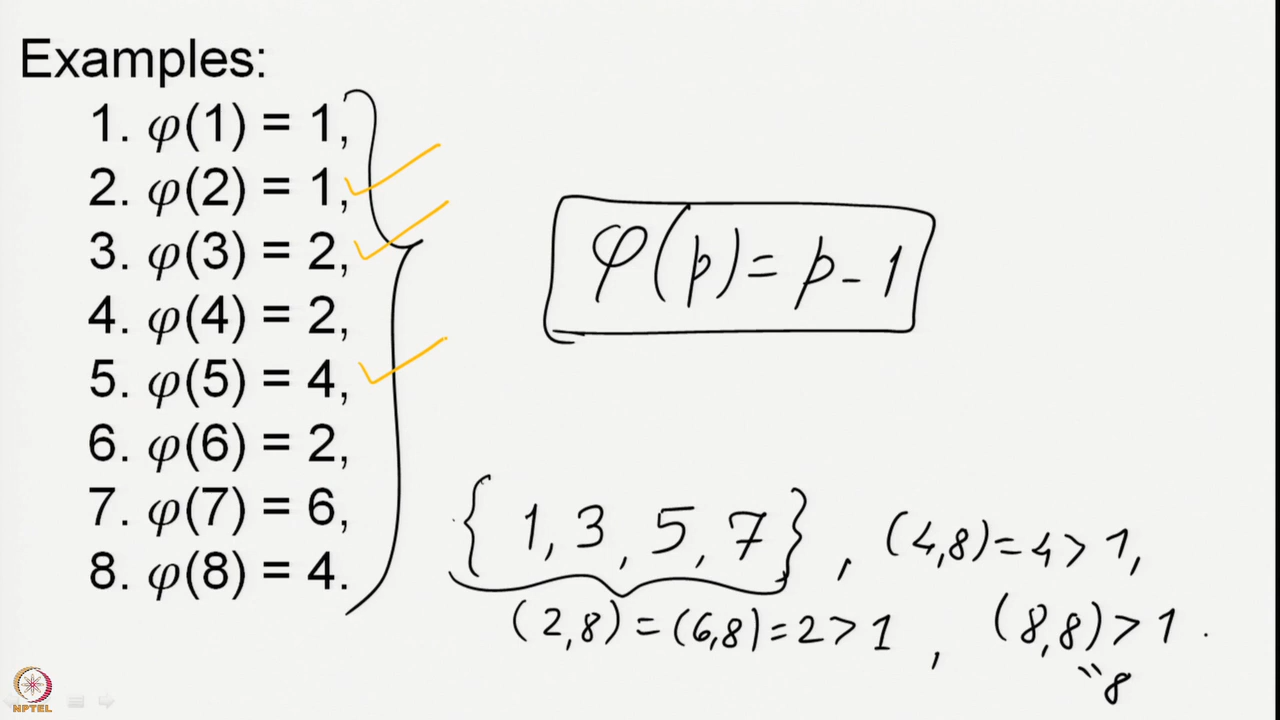 Examples:
1. φ(1) = 1,
2. φ(2) = 1,
3. φ(3) = 2,
4. φ(4) = 2,
5. φ(5) = 4,
6. φ(6) = 2,
7. φ(7) = 6,
8. φ(8) = 4.
φ(p) = p - 1
{ 1, 3, 5, 7 } , (4,8) = 4 > 1,
(2,8) = (6,8) = 2 > 1 , (8,8) > 1 .
" 8
NPTEL